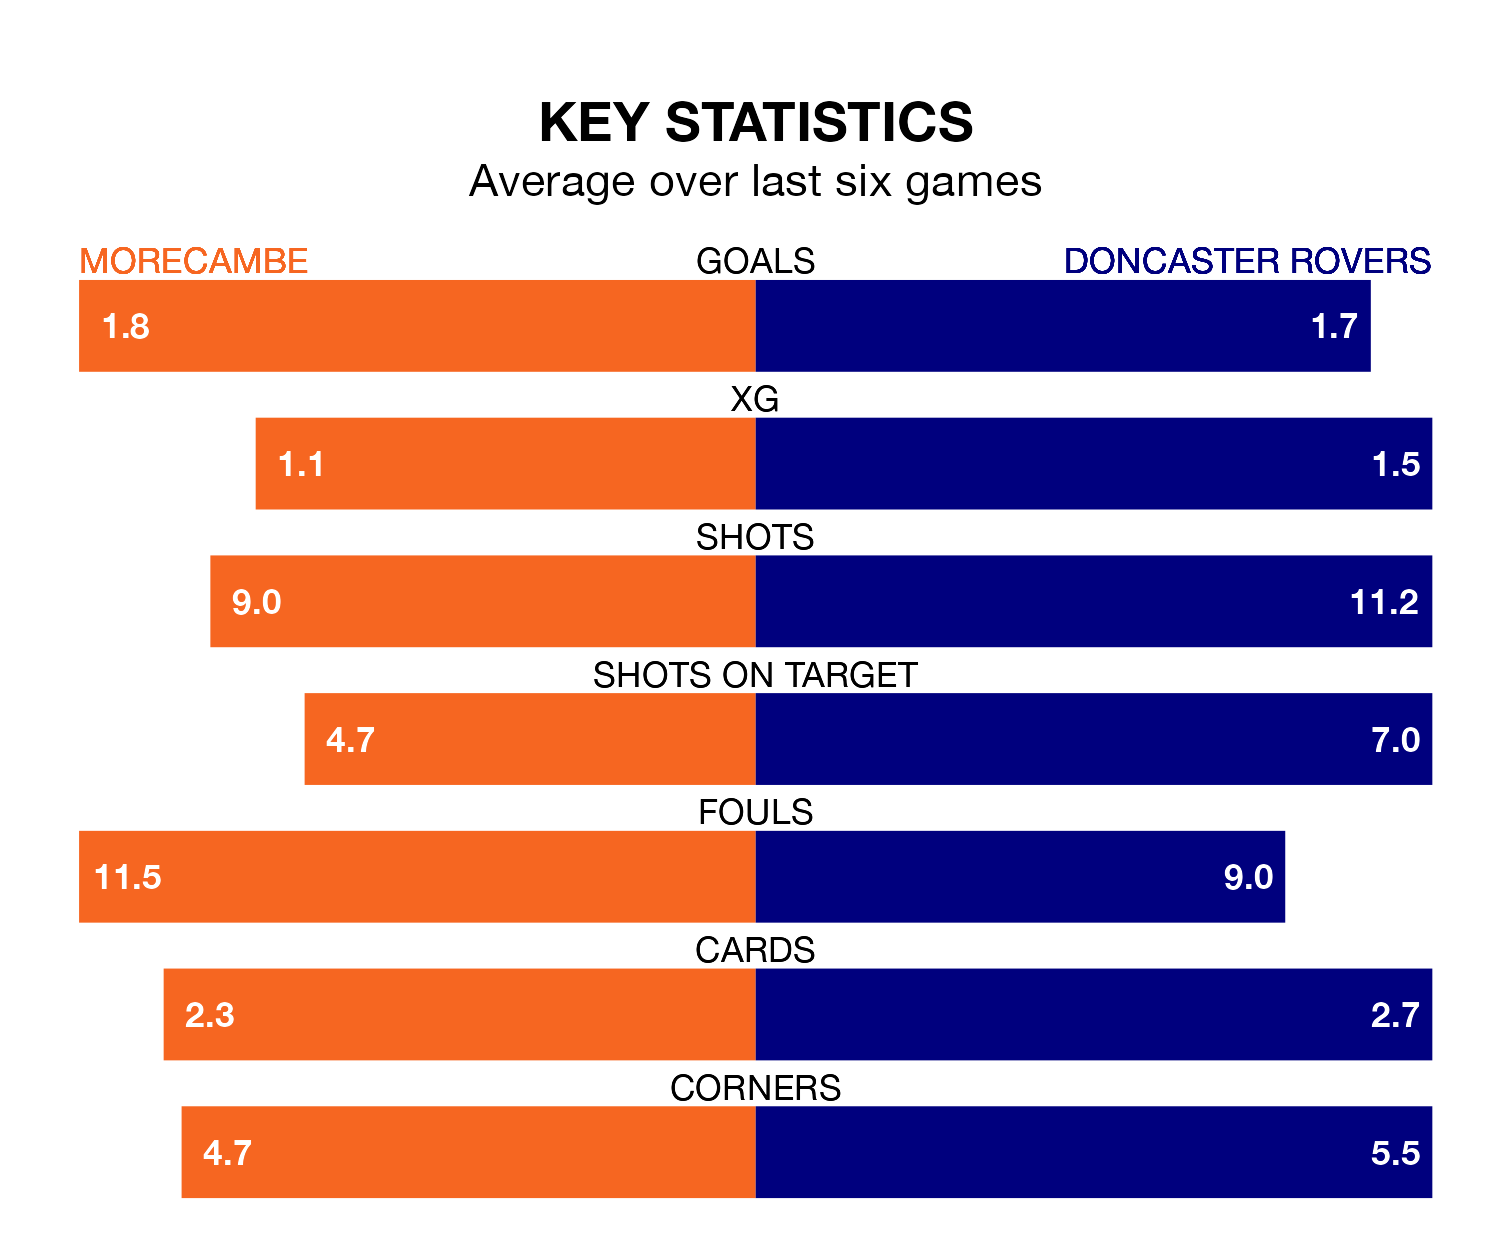 KEY STATISTICS
Average over last six games
MORECAMBE GOALS DONCASTER ROVERS
1.8 1.7
XG
1.1 1.5
SHOTS
9.0 11.2
SHOTS ON TARGET
4.7 7.0
FOULS
11.5 9.0
CARDS
2.3 2.7
CORNERS
4.7 5.5